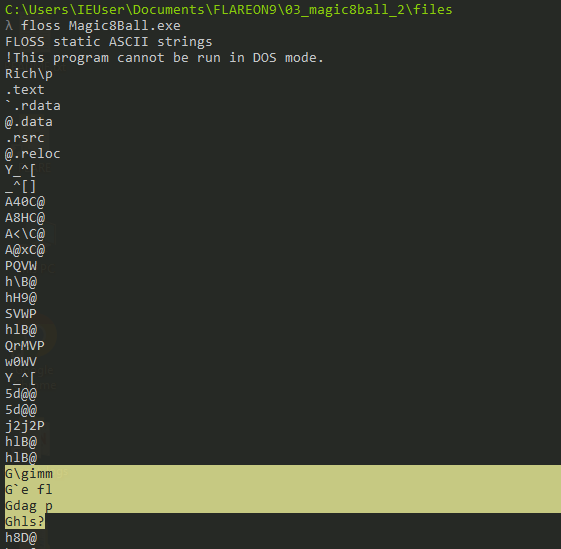 C:\Users\IEUser\Documents\FLAREON9\03_magic8ball_2\files
λ floss Magic8Ball.exe
FLOSS static ASCII strings
!This program cannot be run in DOS mode.
Rich\p
.text
`.rdata
@.data
.rsrc
@.reloc
Y_^[
_^[]
A40C@
A8HC@
A<\C@
A@xC@
PQVW
h\B@
hH9@
SVWP
hlB@
QrMVP
w0WV
Y_^[
5d@@
5d@@
j2j2P
hlB@
hlB@
G\gimm
G`e fl
Gdag p
Ghls?
h8D@